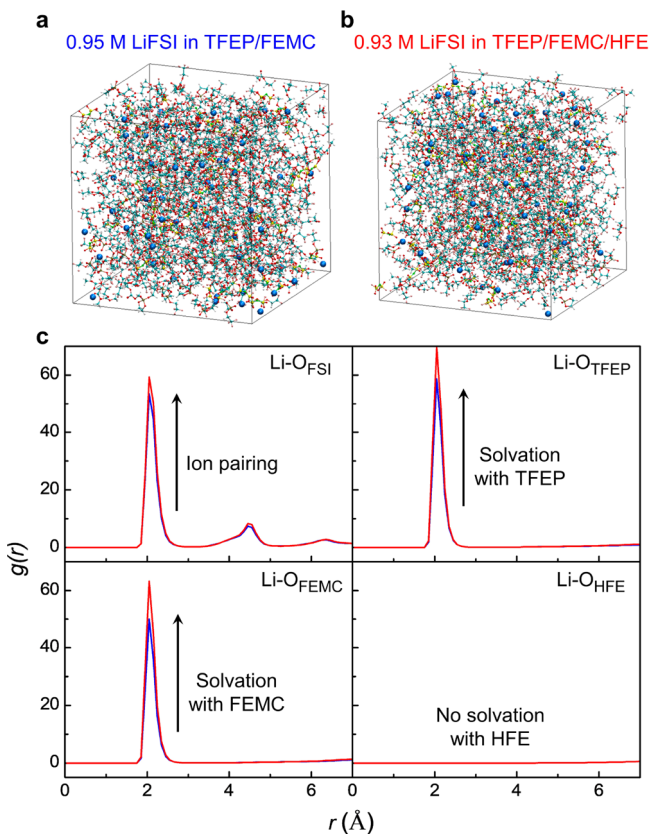 a
0.95 M LiFSI in TFEP/FEMC
b
0.93 M LiFSI in TFEP/FEMC/HFE
c
Li-O_FSI
Ion pairing
60
40
20
0
Li-O_TFEP
Solvation
with TFEP
g(r)
Li-O_FEMC
Solvation
with FEMC
60
40
20
0
Li-O_HFE
No solvation
with HFE
0 2 4 6 0 2 4 6
r (Å)